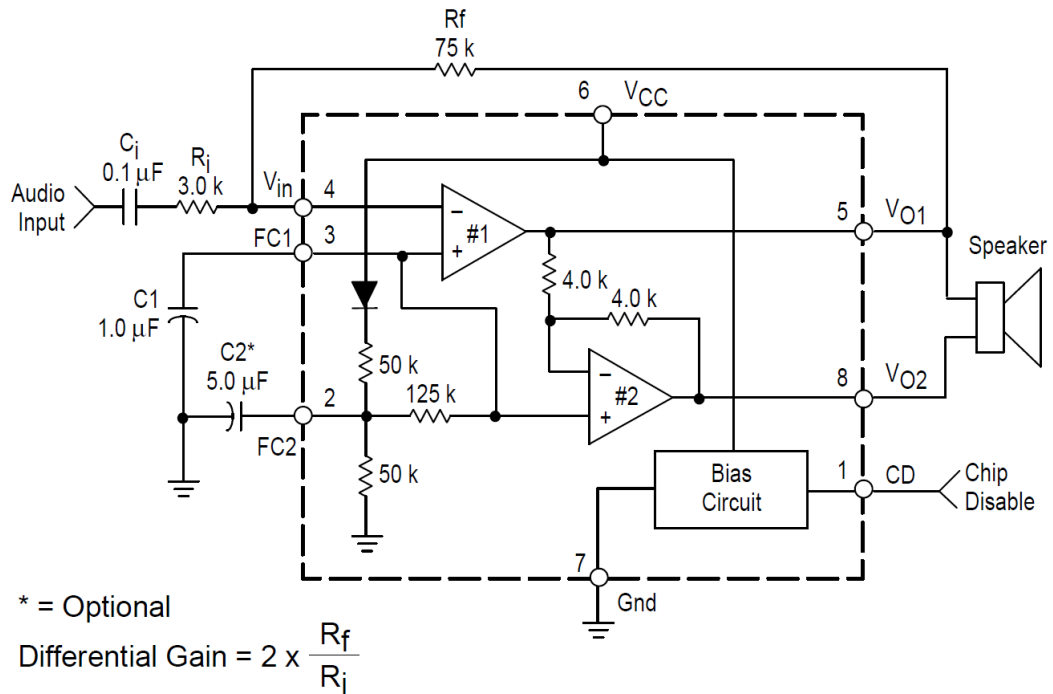 Rf
75 k
6
VCC
Ci
0.1 μF
Ri
3.0 k
Audio
Input
Vin
4
−
#1
+
5
VO1
FC1
3
Speaker
4.0 k
4.0 k
C1
1.0 μF
50 k
C2*
5.0 μF
2
125 k
−
#2
+
8
VO2
FC2
50 k
Bias
Circuit
1
CD
Chip
Disable
7
Gnd
* = Optional
Differential Gain = 2 x Rf
Ri